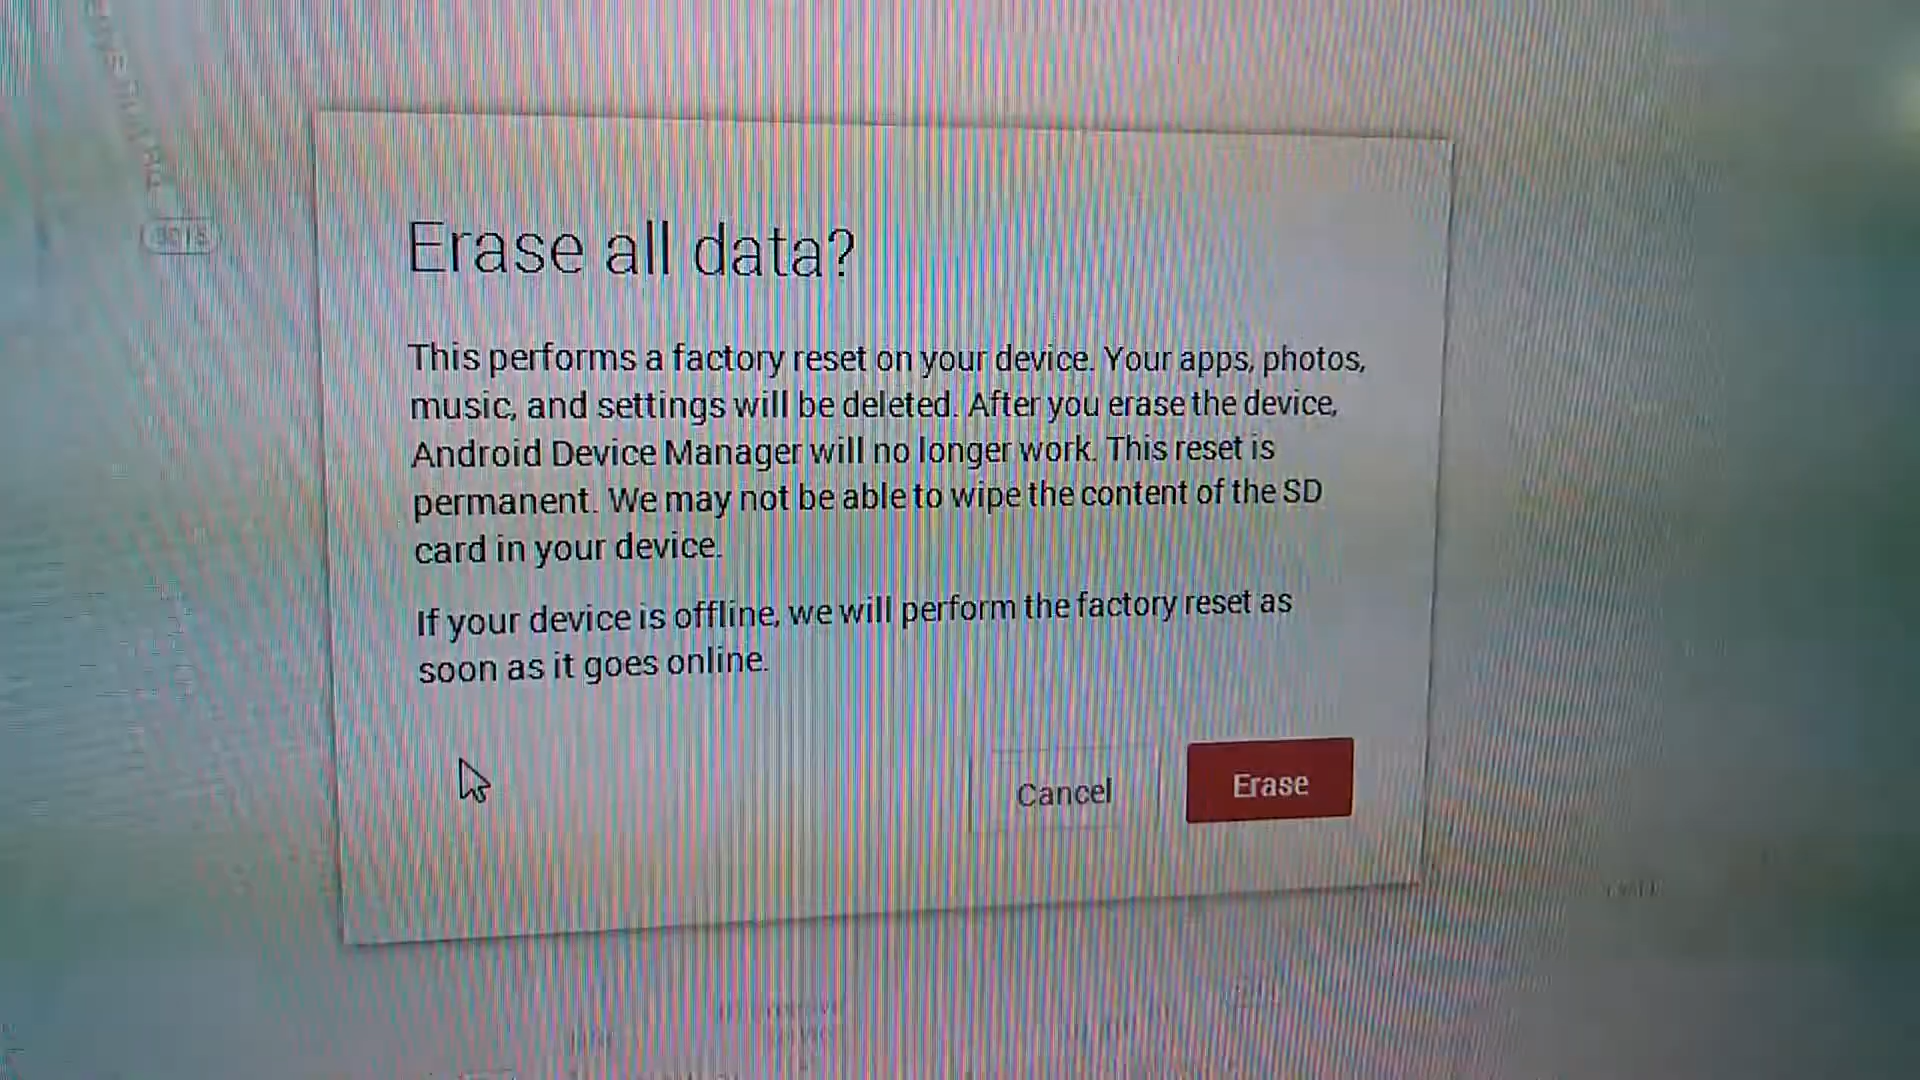 Erase all data?
This performs a factory reset on your device. Your apps, photos,
music, and settings will be deleted. After you erase the device,
Android Device Manager will no longer work. This reset is
permanent. We may not be able to wipe the content of the SD
card in your device.
If your device is offline, we will perform the factory reset as
soon as it goes online.
Cancel
Erase